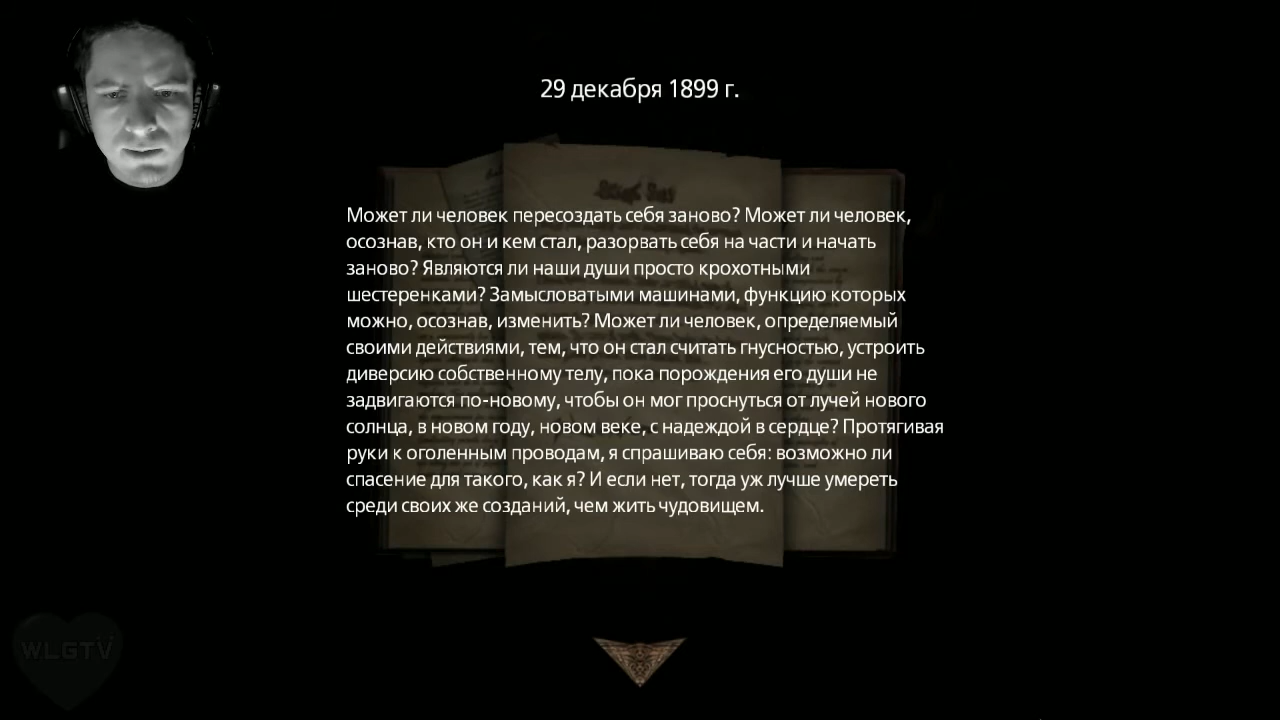 29 декабря 1899 г.
Может ли человек пересоздать себя заново? Может ли человек,
осознав, кто он и кем стал, разорвать себя на части и начать
заново? Являются ли наши души просто крохотными
шестеренками? Замысловатыми машинами, функцию которых
можно, осознав, изменить? Может ли человек, определяемый
своими действиями, тем, что он стал считать гнусностью, устроить
диверсию собственному телу, пока порождения его души не
задвигаются по-новому, чтобы он мог проснуться от лучей нового
солнца, в новом году, новом веке, с надеждой в сердце? Протягивая
руки к оголенным проводам, я спрашиваю себя: возможно ли
спасение для такого, как я? И если нет, тогда уж лучше умереть
среди своих же созданий, чем жить чудовищем.
WLGTV